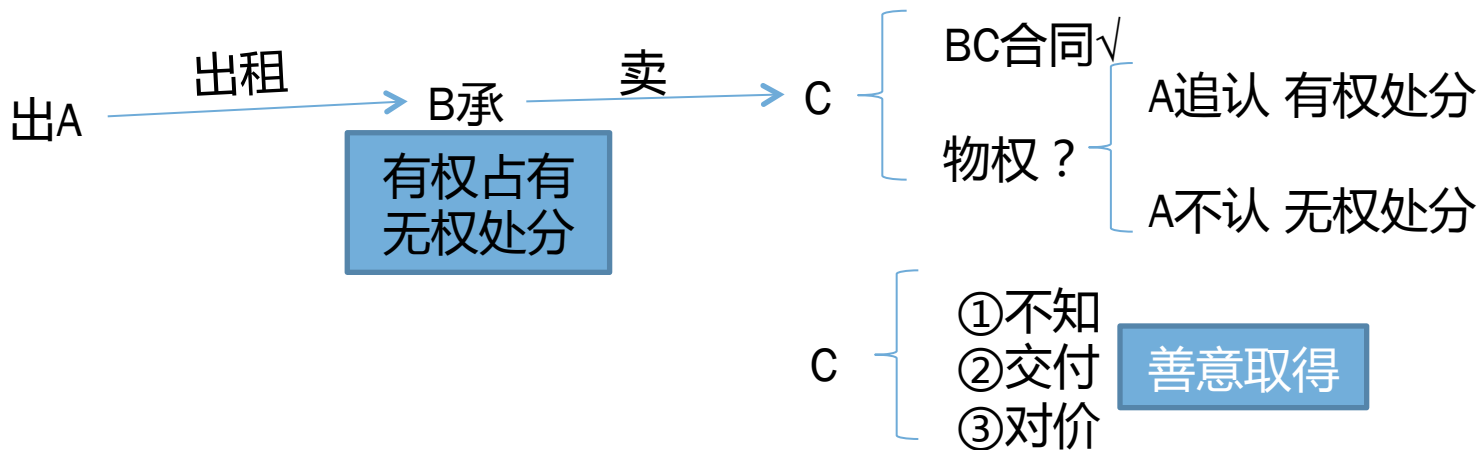 出A
出租
B承
有权占有
无权处分
卖
C
BC合同√
物权？
A追认 有权处分
A不认 无权处分
C
①不知
②交付
③对价
善意取得